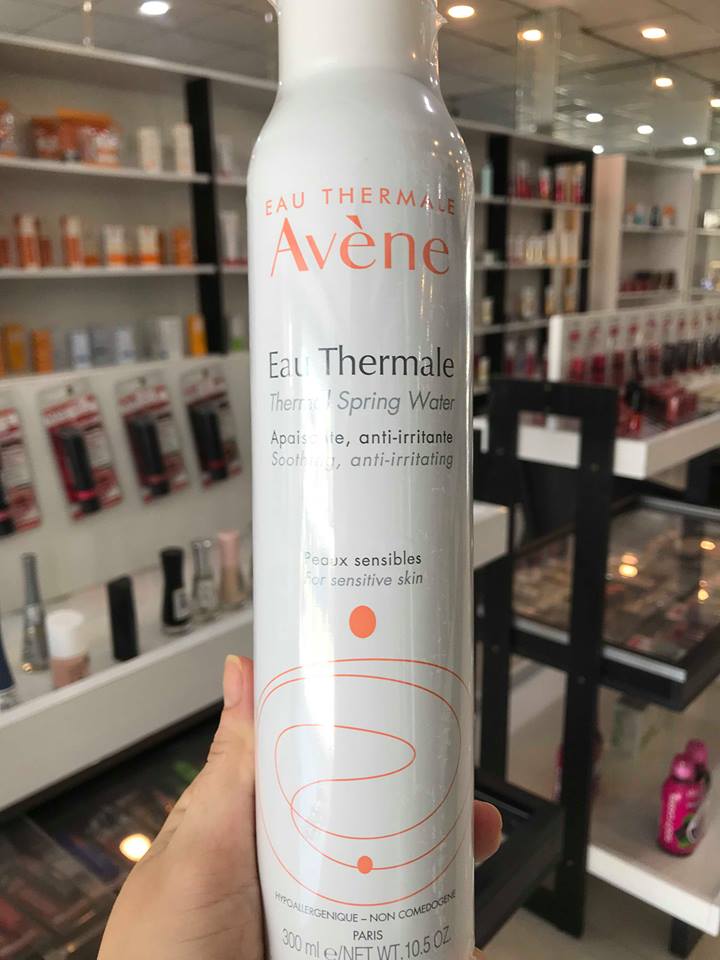 EAU THERMALE
Avène
Eau Thermale
Thermal Spring Water
Apaisante, anti-irritante
Soothing, anti-irritating
Peaux sensibles
For sensitive skin
HYPOALLERGENIQUE – NON COMEDOGENE
PARIS
300 ml e/NET WT. 10.5 OZ